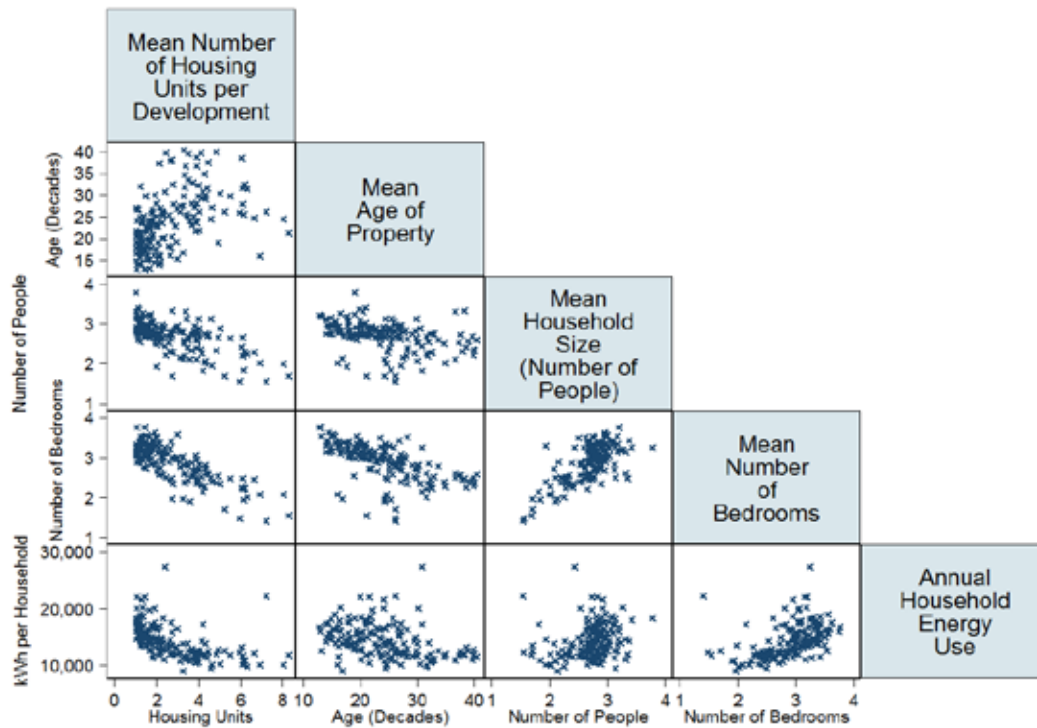 Mean Number
of Housing
Units per
Development
Age (Decades)
40
35
30
25
20
15
Mean
Age of
Property
Number of People
4
3
2
1
Mean
Household
Size
(Number of
People)
Number of Bedrooms
4
3
2
1
Mean
Number
of
Bedrooms
kWh per Household
30,000
20,000
10,000
Annual
Household
Energy
Use
0 2 4 6 8
10 20 30 40
1 2 3 4
1 2 3 4
Housing Units
Age (Decades)
Number of People
Number of Bedrooms